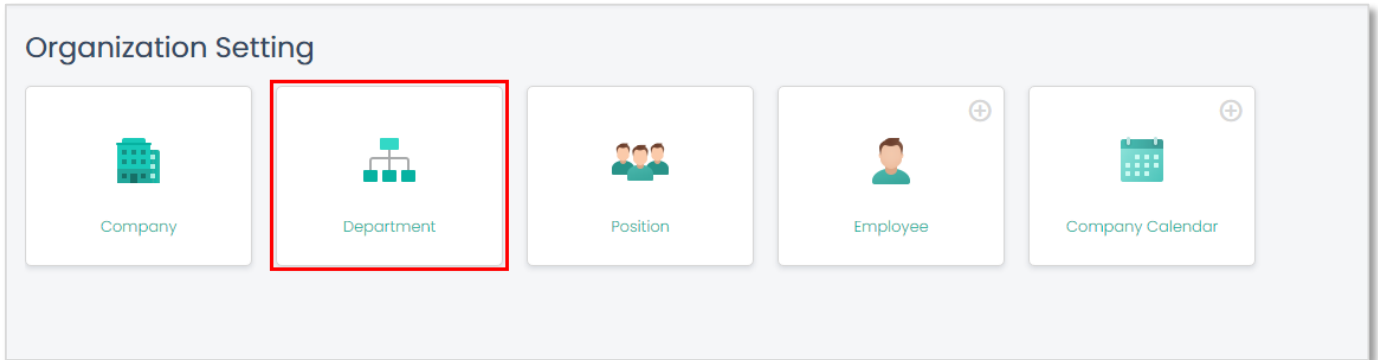 Organization Setting
Company
Department
Position
Employee
Company Calendar